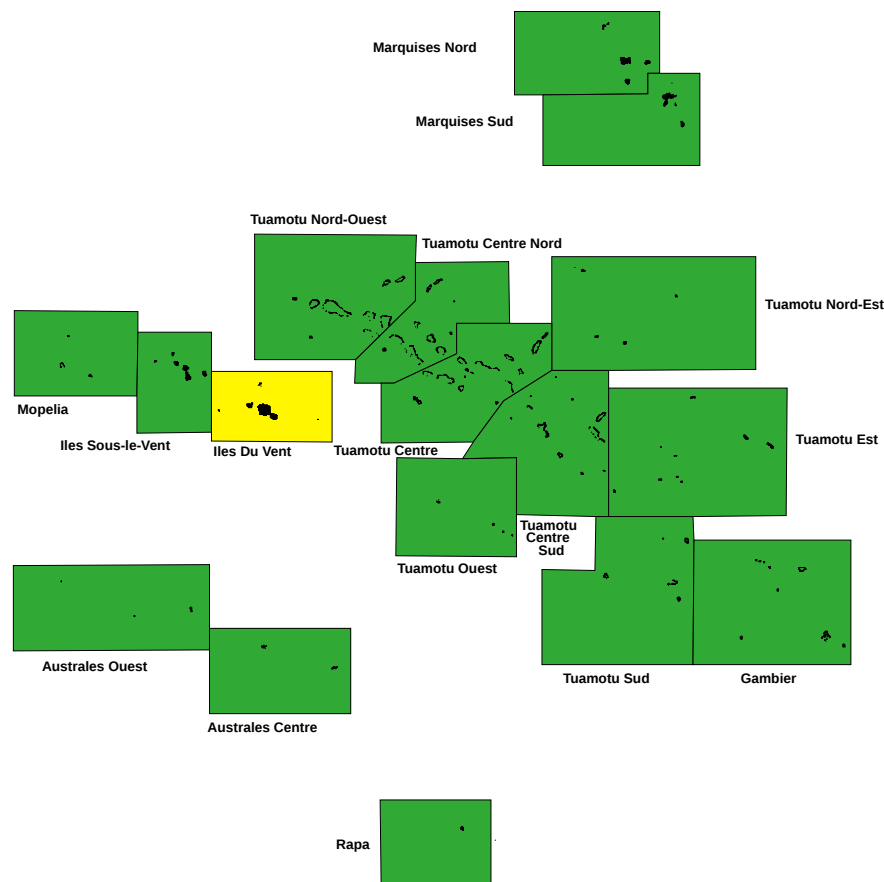 Marquises Nord
Marquises Sud
Tuamotu Nord-Ouest
Tuamotu Centre Nord
Tuamotu Nord-Est
Mopelia
Iles Sous-le-Vent
Iles Du Vent
Tuamotu Centre
Tuamotu Est
Tuamotu
Centre
Sud
Tuamotu Ouest
Australes Ouest
Tuamotu Sud
Gambier
Australes Centre
Rapa